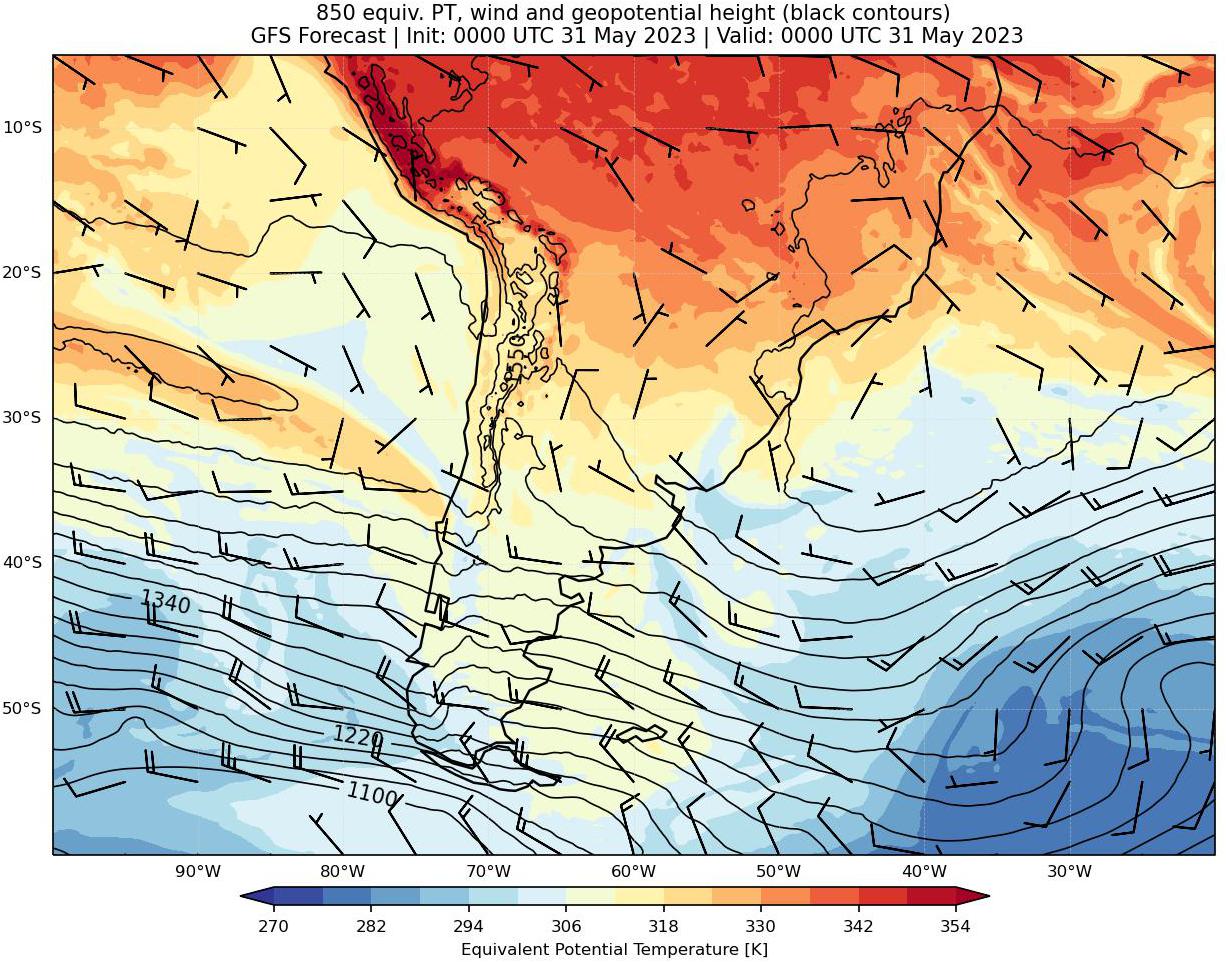 850 equiv. PT, wind and geopotential height (black contours)
GFS Forecast | Init: 0000 UTC 31 May 2023 | Valid: 0000 UTC 31 May 2023
10°S
20°S
30°S
40°S
50°S
1340
1220
1100
90°W
80°W
70°W
60°W
50°W
40°W
30°W
270
282
294
306
318
330
342
354
Equivalent Potential Temperature [K]